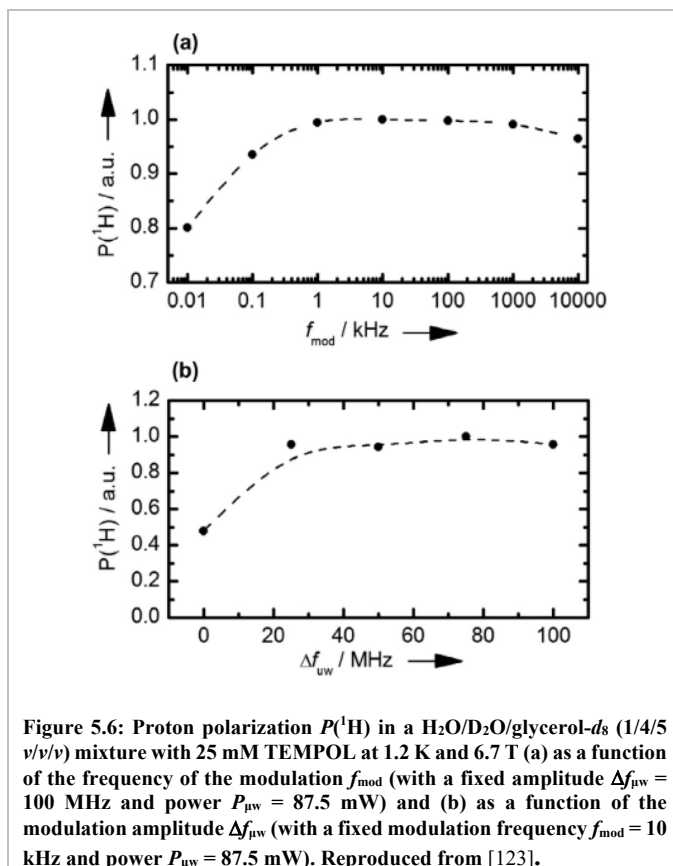 (a)
1.1
1.0
0.9
0.8
0.7
P(¹H) / a.u.
0.01 0.1 1 10 100 1000 10000
f_mod / kHz
(b)
1.2
1.0
0.8
0.6
0.4
0.2
0.0
P(¹H) / a.u.
0 20 40 60 80 100
Δf_uw / MHz
Figure 5.6: Proton polarization P(¹H) in a H₂O/D₂O/glycerol-d₈ (1/4/5
v/v/v) mixture with 25 mM TEMPOL at 1.2 K and 6.7 T (a) as a function
of the frequency of the modulation f_mod (with a fixed amplitude Δf_μw =
100 MHz and power P_μw = 87.5 mW) and (b) as a function of the
modulation amplitude Δf_μw (with a fixed modulation frequency f_mod = 10
kHz and power P_μw = 87.5 mW). Reproduced from [123].